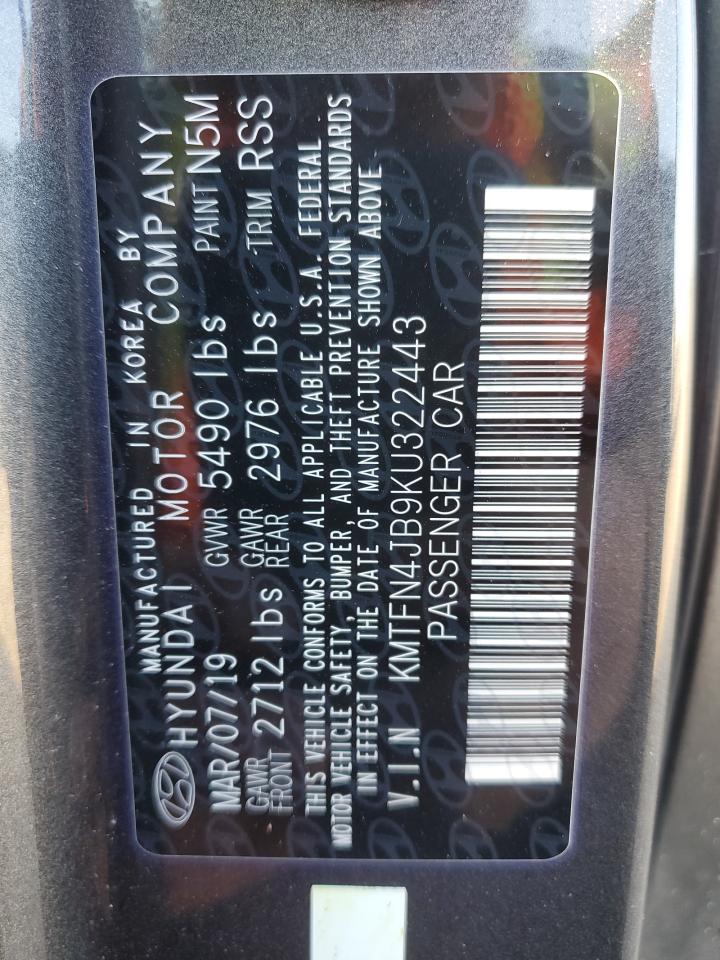 MANUFACTURED IN KOREA BY
HYUNDAI MOTOR COMPANY
MAR/07/19 GVWR 5490 lbs PAINT N5M
GAWR FRONT 2712 lbs GAWR REAR 2976 lbs TRIM RSS
THIS VEHICLE CONFORMS TO ALL APPLICABLE U.S.A. FEDERAL
MOTOR VEHICLE SAFETY, BUMPER, AND THEFT PREVENTION STANDARDS
IN EFFECT ON THE DATE OF MANUFACTURE SHOWN ABOVE
V.I.N KMTFN4JB9KU322443
PASSENGER CAR